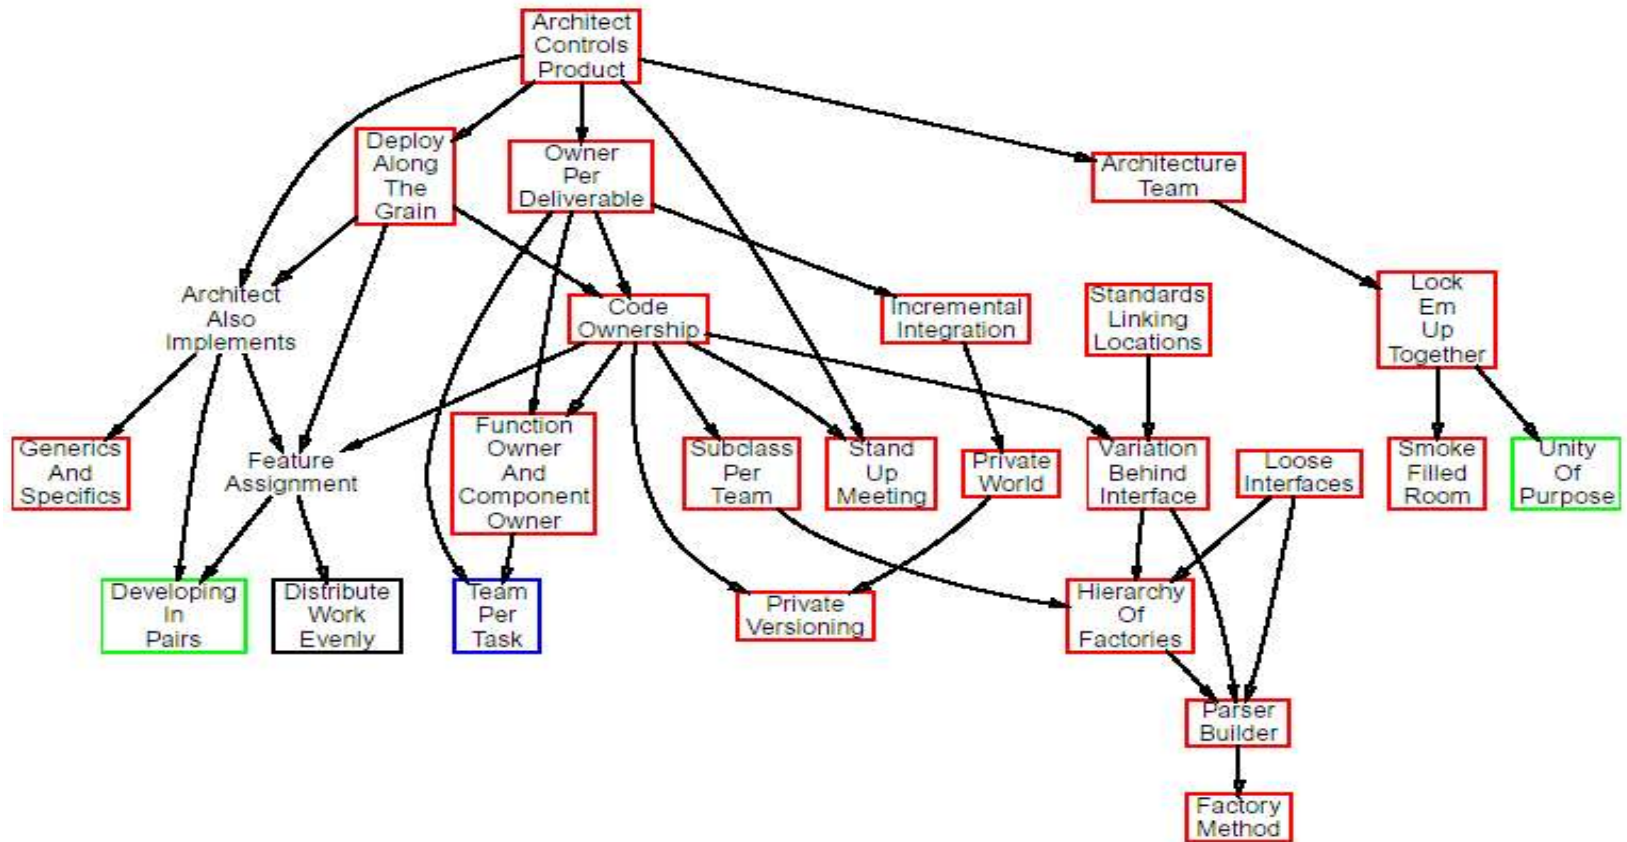 Architect
Controls
Product
Deploy
Along
The
Grain
Owner
Per
Deliverable
Architecture
Team
Architect
Also
Implements
Code
Ownership
Incremental
Integration
Standards
Linking
Locations
Lock
Em
Up
Together
Generics
And
Specifics
Feature
Assignment
Function
Owner
And
Component
Owner
Subclass
Per
Team
Stand
Up
Meeting
Private
World
Variation
Behind
Interface
Loose
Interfaces
Smoke
Filled
Room
Unity
Of
Purpose
Developing
In
Pairs
Distribute
Work
Evenly
Team
Per
Task
Private
Versioning
Hierarchy
Of
Factories
Parser
Builder
Factory
Method